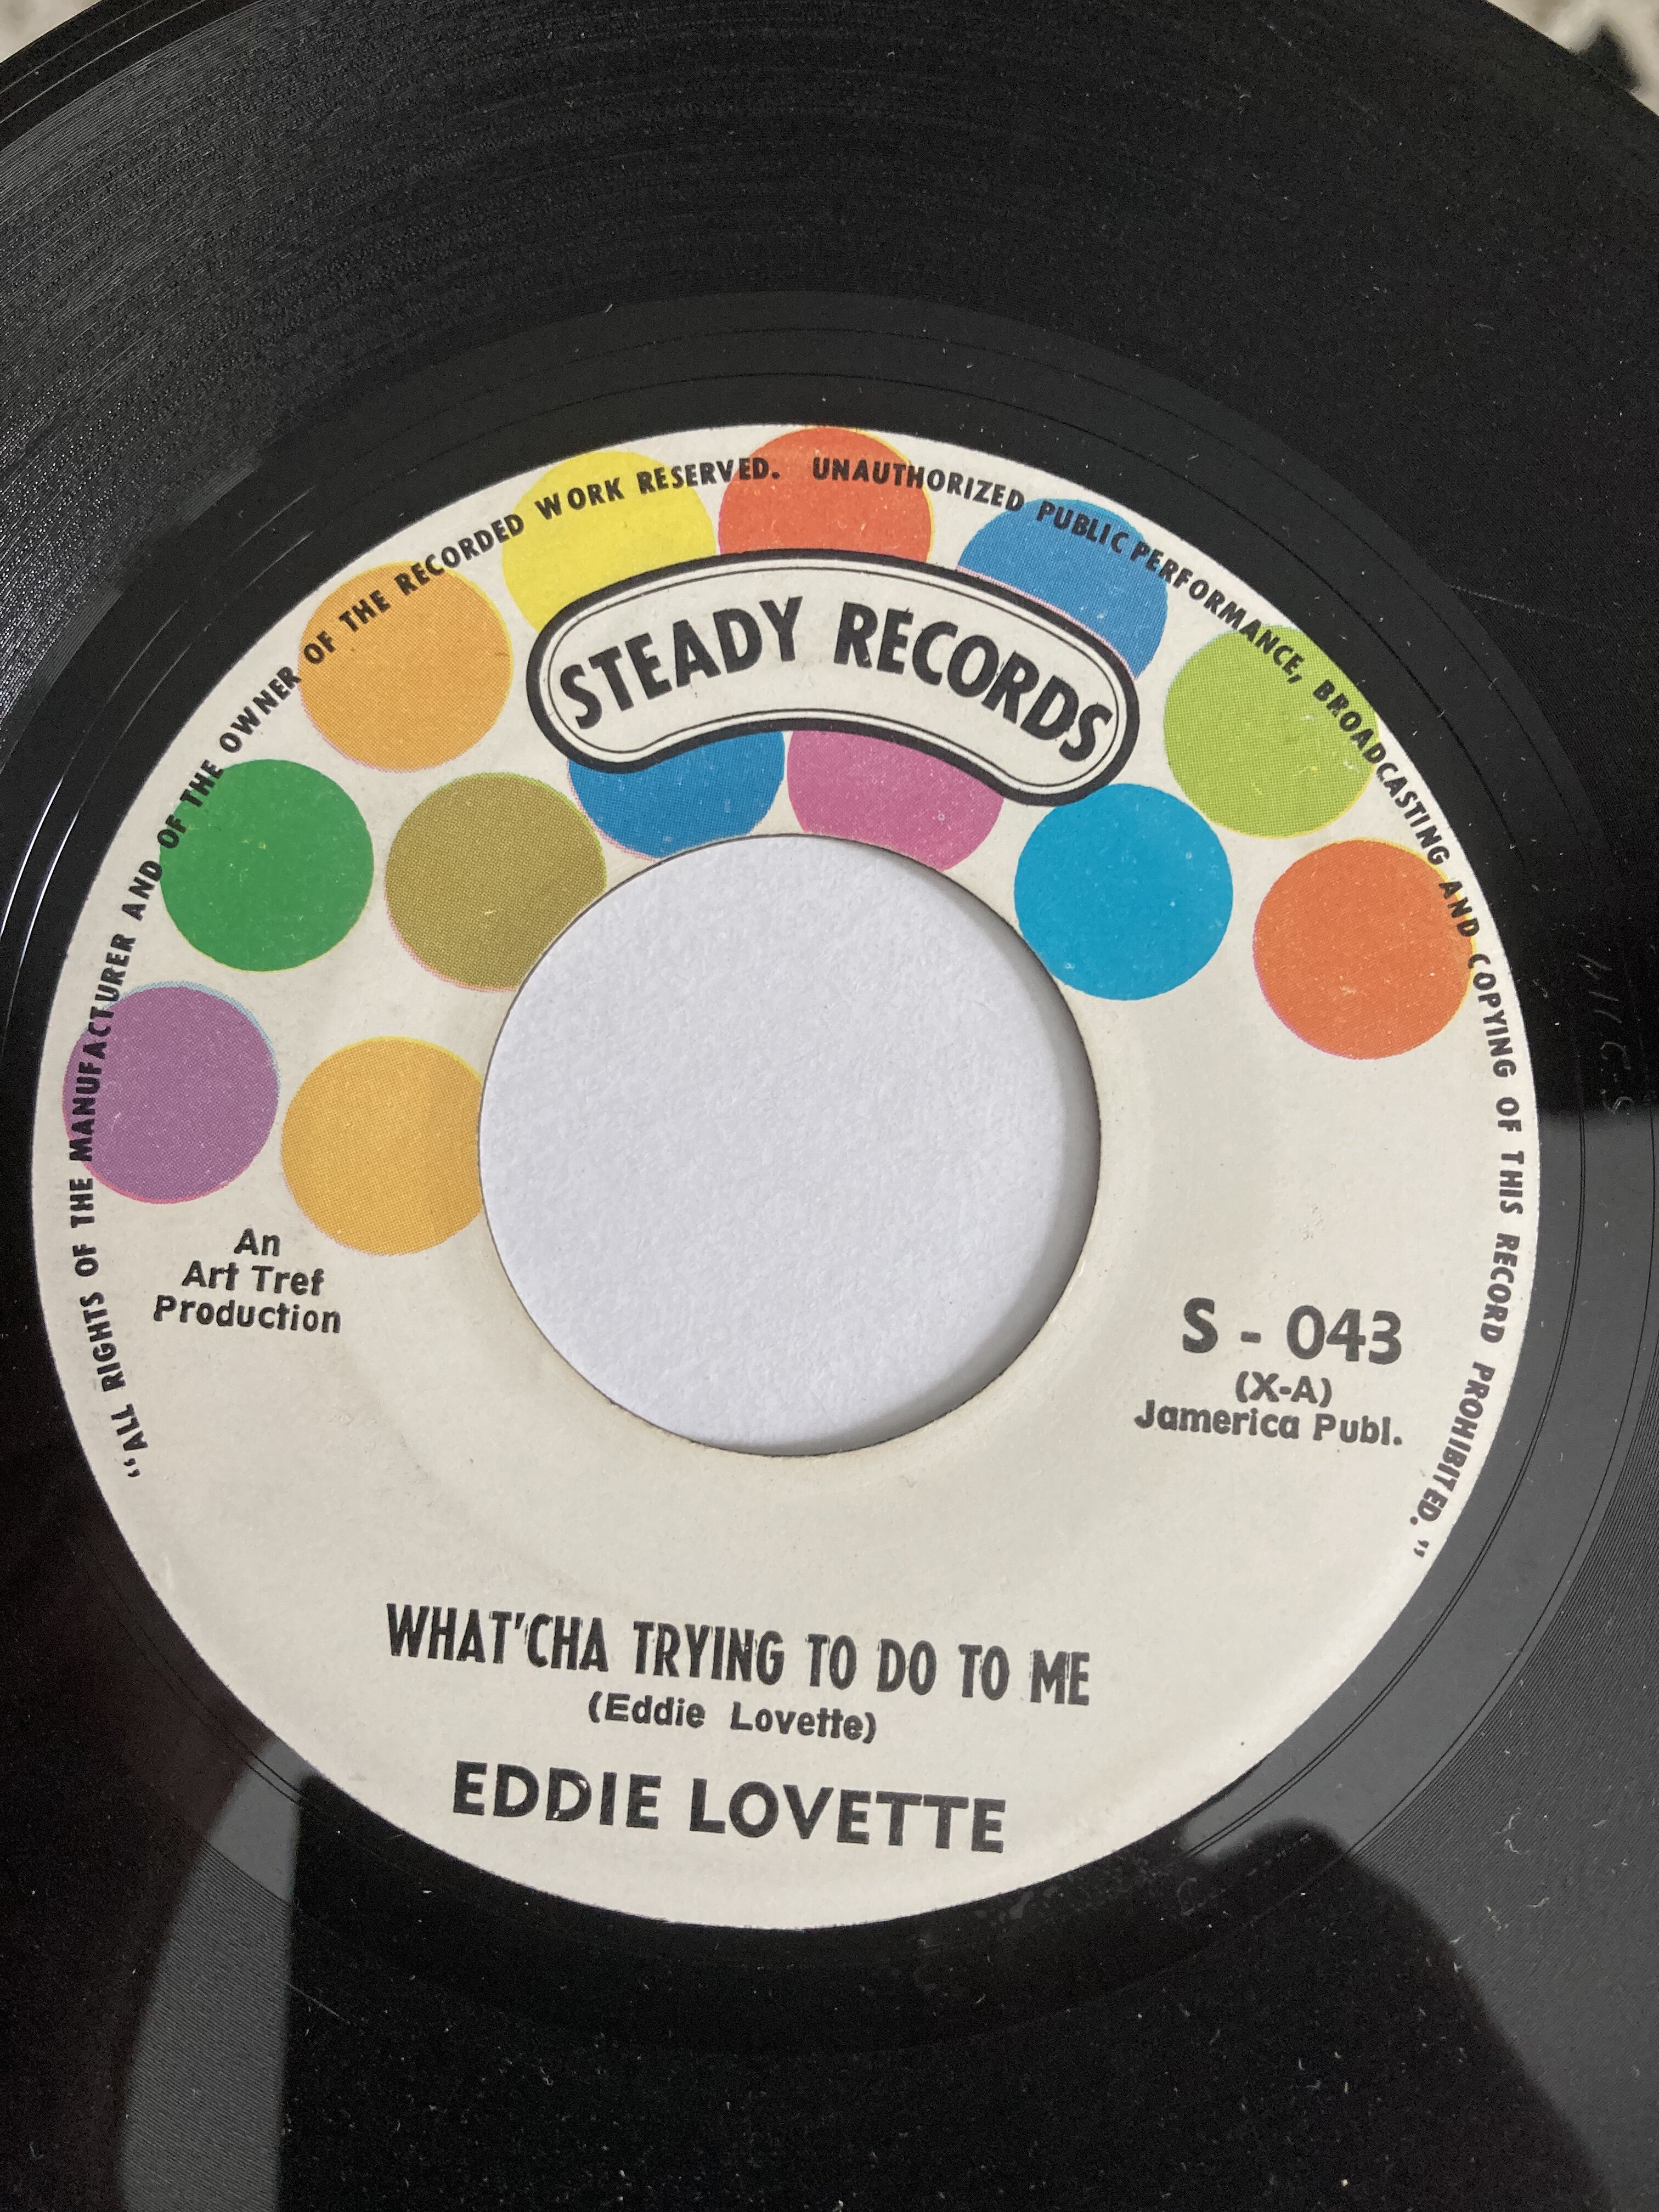 "ALL RIGHTS OF THE MANUFACTURER AND OF THE OWNER OF THE RECORDED WORK RESERVED. UNAUTHORIZED PUBLIC PERFORMANCE, BROADCASTING AND COPYING OF THIS RECORD PROHIBITED."
STEADY RECORDS
An
Art Tref
Production
S - 043
(X-A)
Jamerica Publ.
WHAT'CHA TRYING TO DO TO ME
(Eddie Lovette)
EDDIE LOVETTE